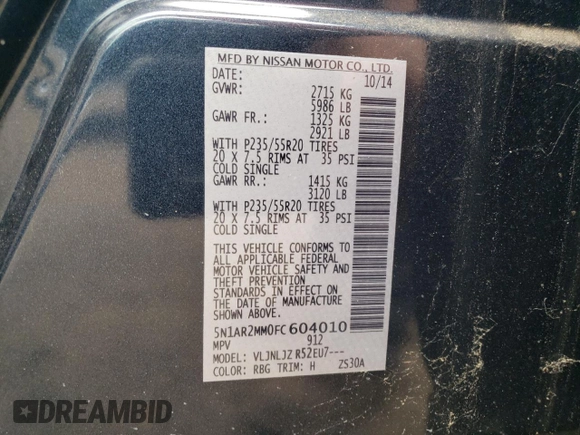 MFD BY NISSAN MOTOR CO., LTD.
DATE: 10/14
GVWR: 2715 KG
5986 LB
GAWR FR.: 1325 KG
2921 LB
WITH P235/55R20 TIRES
20 X 7.5 RIMS AT 35 PSI
COLD SINGLE
GAWR RR.: 1415 KG
3120 LB
WITH P235/55R20 TIRES
20 X 7.5 RIMS AT 35 PSI
COLD SINGLE
THIS VEHICLE CONFORMS TO
ALL APPLICABLE FEDERAL
MOTOR VEHICLE SAFETY AND
THEFT PREVENTION
STANDARDS IN EFFECT ON
THE DATE OF MANUFACTURE
SHOWN ABOVE.
5N1AR2MM0FC604010
MPV 912
MODEL: VLJNLJZ R52EU7---
COLOR: RBG TRIM: H ZS30A
DREAMBID